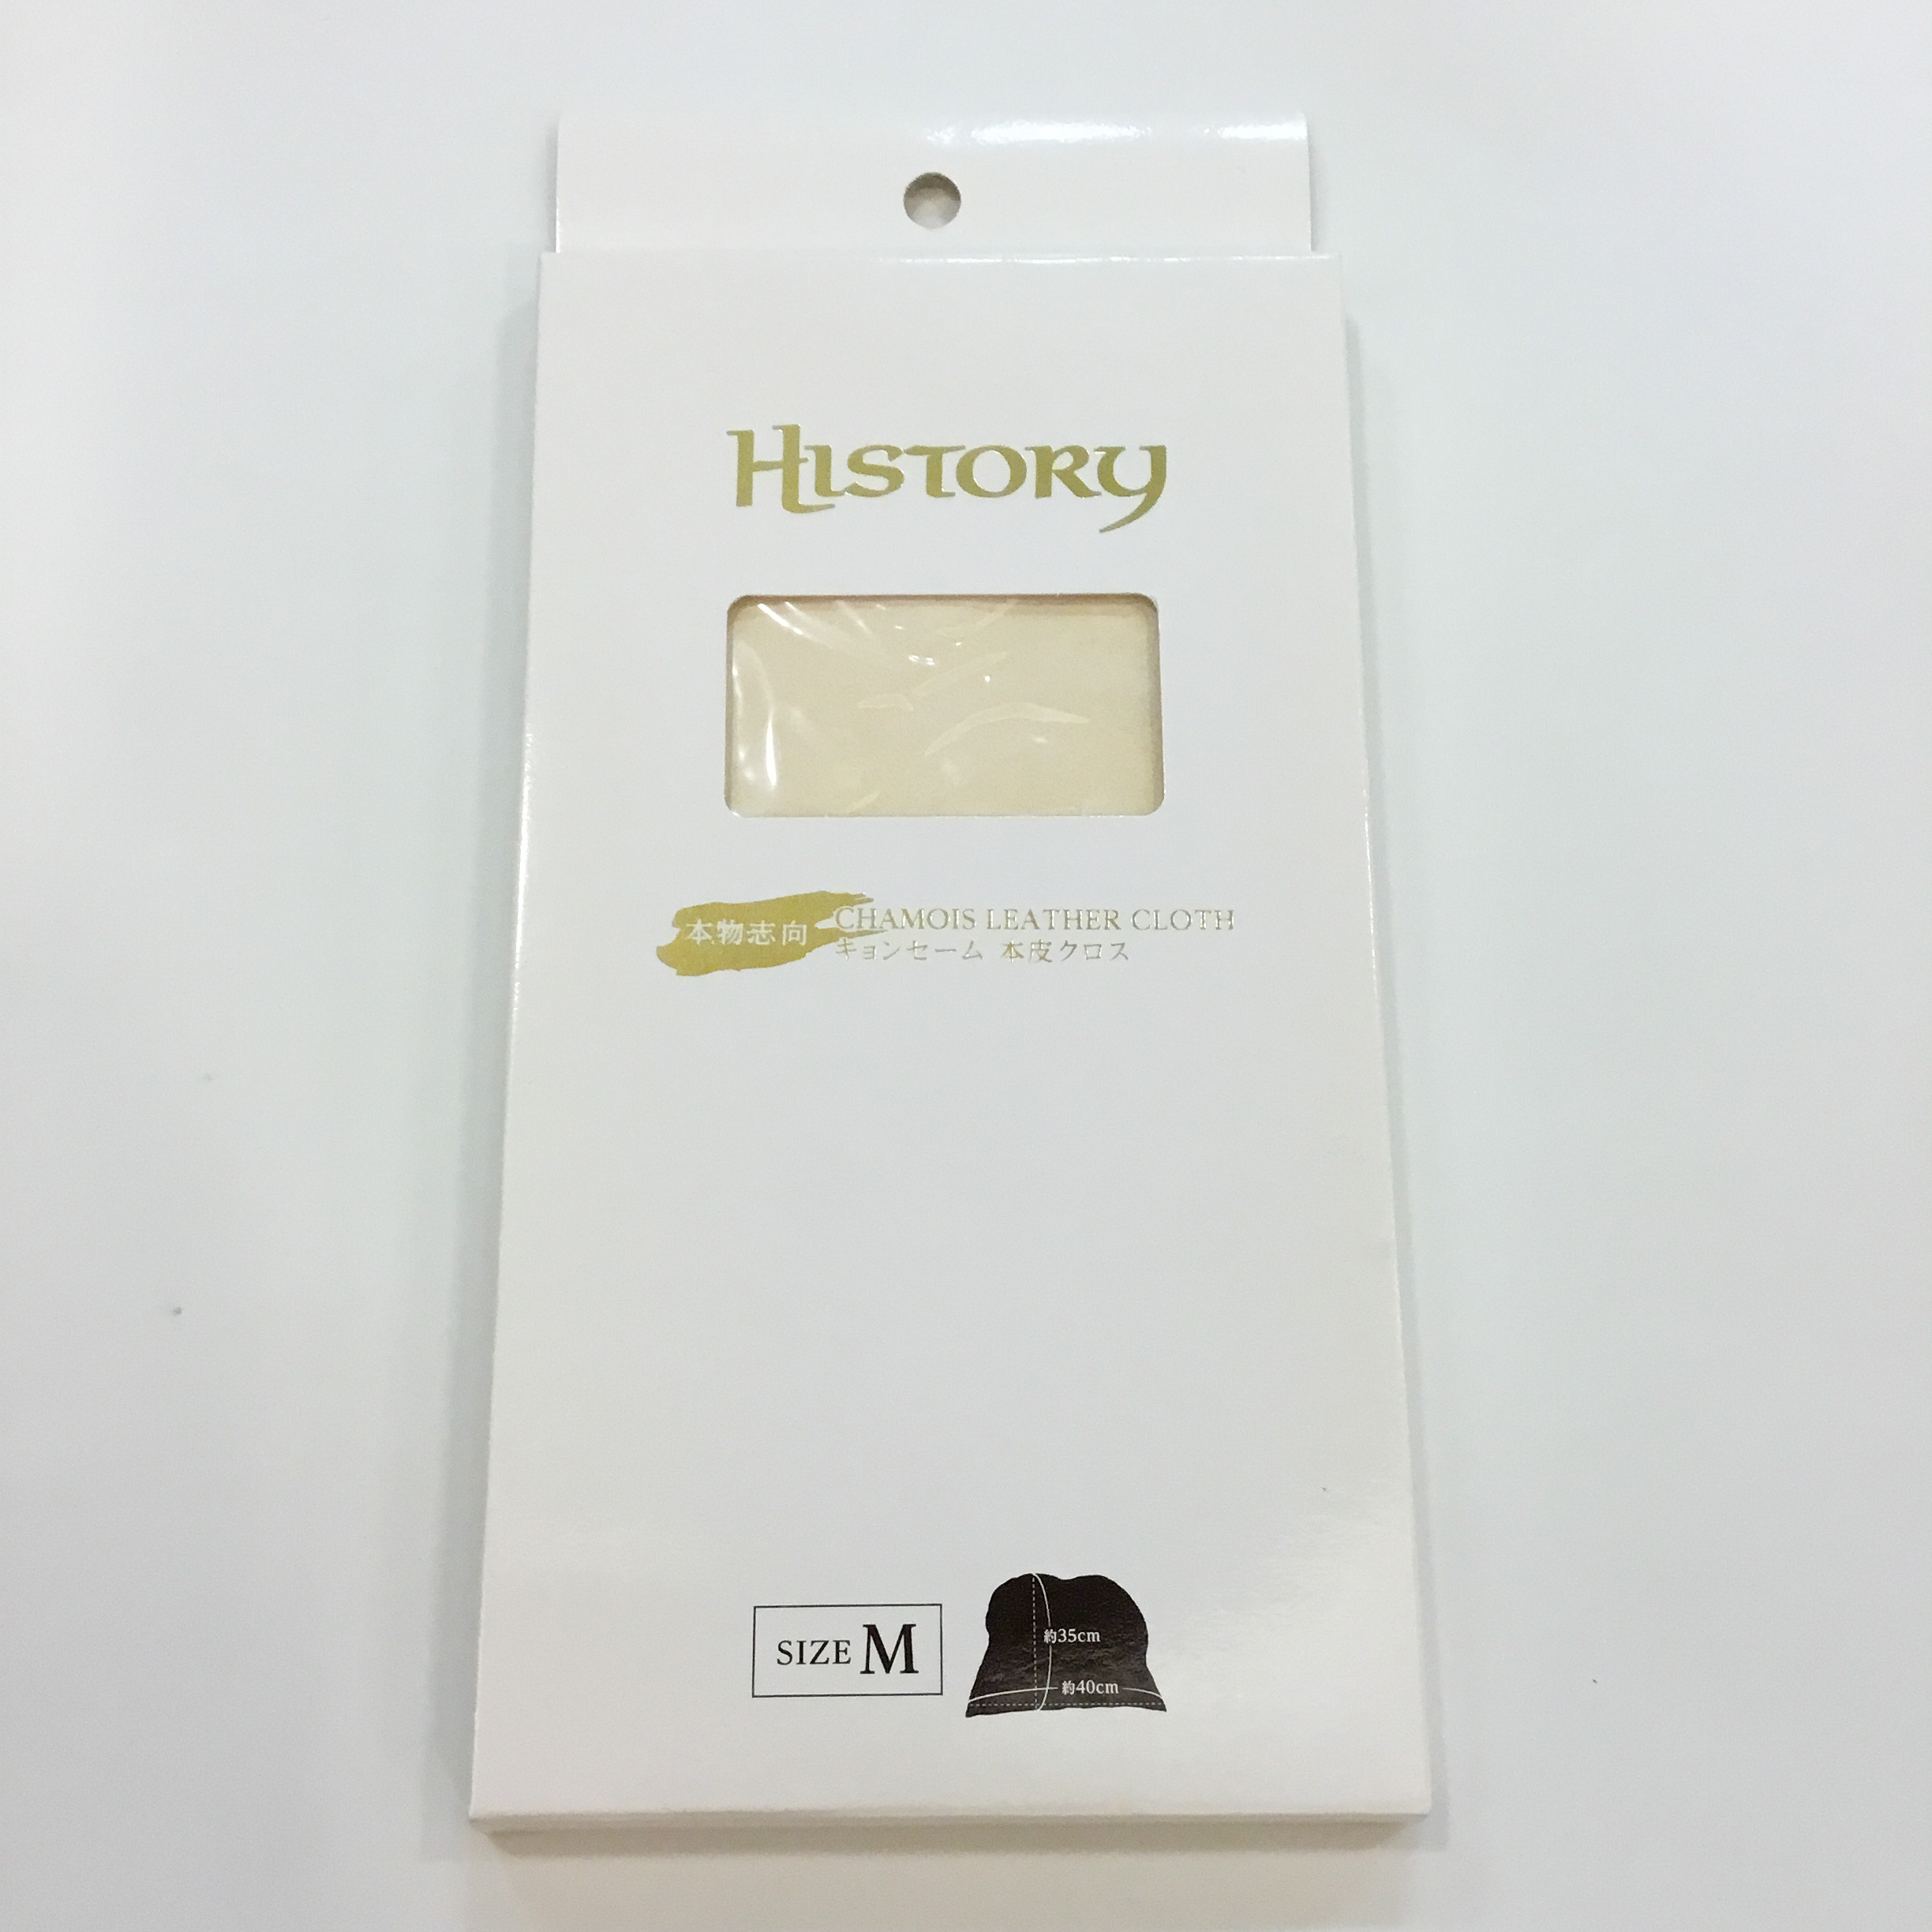 HISTORY
本物志向
CHAMOIS LEATHER CLOTH
キョンセーム 本皮クロス
SIZE M
約35cm
約40cm